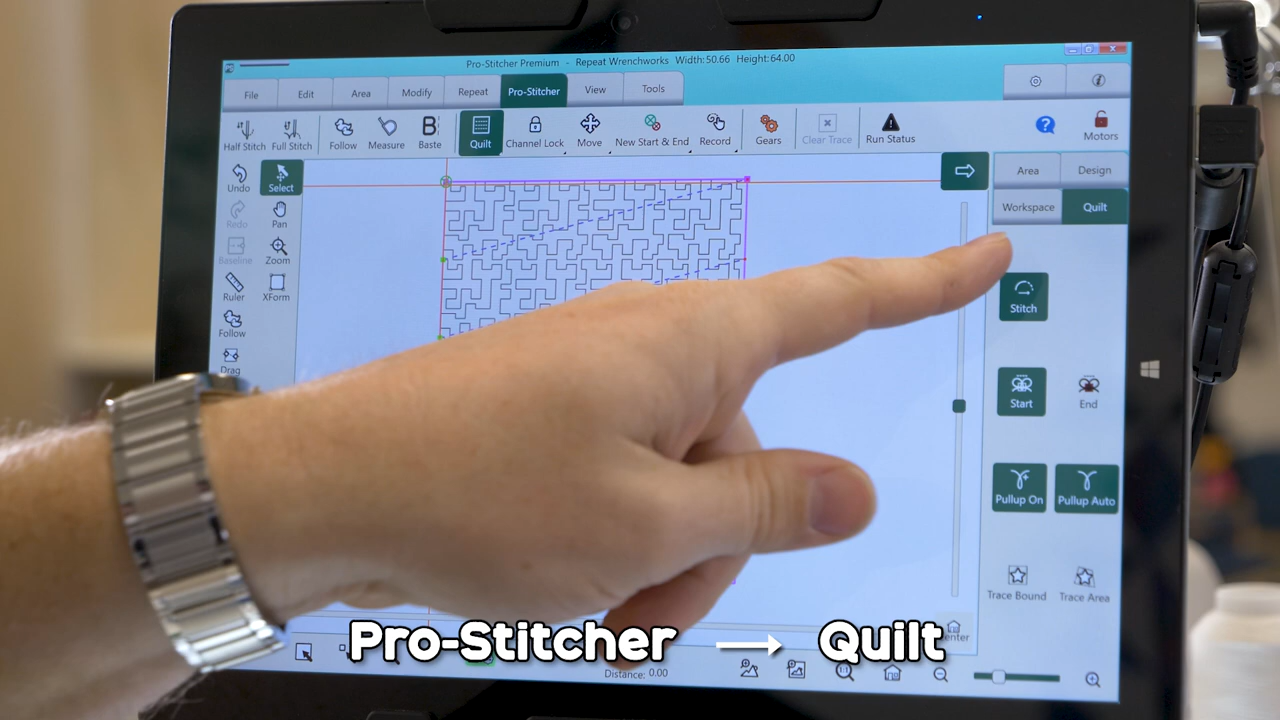 Pro-Stitcher Premium - Repeat Wrenchworks Width:50.66 Height:64.00
File Edit Area Modify Repeat Pro-Stitcher View Tools
Half Stitch Full Stitch Follow Measure Baste Quilt Channel Lock Move New Start & End Record Gears Clear Trace Run Status Motors
Undo Select
Redo Pan
Baseline Zoom
Ruler XForm
Follow
Drag
Area Design
Workspace Quilt
Stitch
Start End
Pullup On Pullup Auto
Trace Bound Trace Area
Pro-Stitcher → Quilt
Distance: 0.00